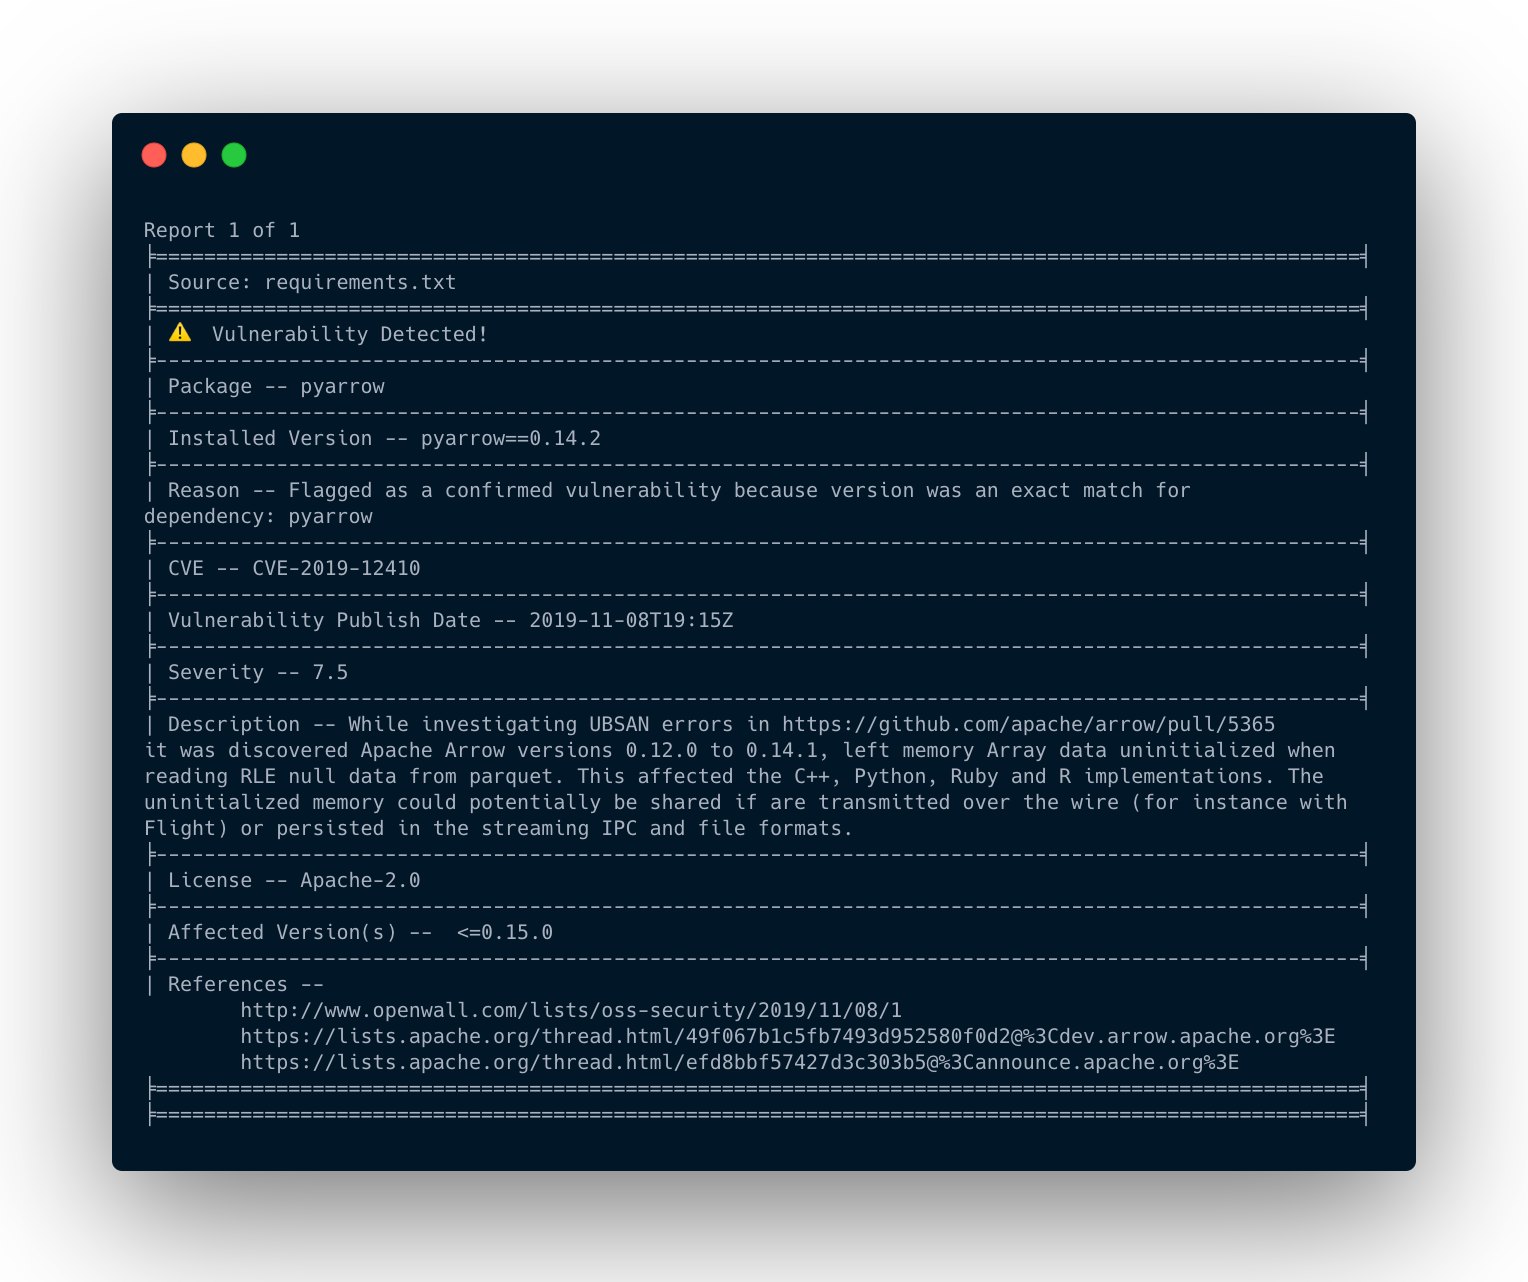 Report 1 of 1
╞====================================================================================================╡
| Source: requirements.txt
╞====================================================================================================╡
| ⚠️ Vulnerability Detected!
╞----------------------------------------------------------------------------------------------------╡
| Package -- pyarrow
╞----------------------------------------------------------------------------------------------------╡
| Installed Version -- pyarrow==0.14.2
╞----------------------------------------------------------------------------------------------------╡
| Reason -- Flagged as a confirmed vulnerability because version was an exact match for
dependency: pyarrow
╞----------------------------------------------------------------------------------------------------╡
| CVE -- CVE-2019-12410
╞----------------------------------------------------------------------------------------------------╡
| Vulnerability Publish Date -- 2019-11-08T19:15Z
╞----------------------------------------------------------------------------------------------------╡
| Severity -- 7.5
╞----------------------------------------------------------------------------------------------------╡
| Description -- While investigating UBSAN errors in https://github.com/apache/arrow/pull/5365
it was discovered Apache Arrow versions 0.12.0 to 0.14.1, left memory Array data uninitialized when
reading RLE null data from parquet. This affected the C++, Python, Ruby and R implementations. The
uninitialized memory could potentially be shared if are transmitted over the wire (for instance with
Flight) or persisted in the streaming IPC and file formats.
╞----------------------------------------------------------------------------------------------------╡
| License -- Apache-2.0
╞----------------------------------------------------------------------------------------------------╡
| Affected Version(s) --  <=0.15.0
╞----------------------------------------------------------------------------------------------------╡
| References --
http://www.openwall.com/lists/oss-security/2019/11/08/1
https://lists.apache.org/thread.html/49f067b1c5fb7493d952580f0d2@%3Cdev.arrow.apache.org%3E
https://lists.apache.org/thread.html/efd8bbf57427d3c303b5@%3Cannounce.apache.org%3E
╞====================================================================================================╡
╞====================================================================================================╡